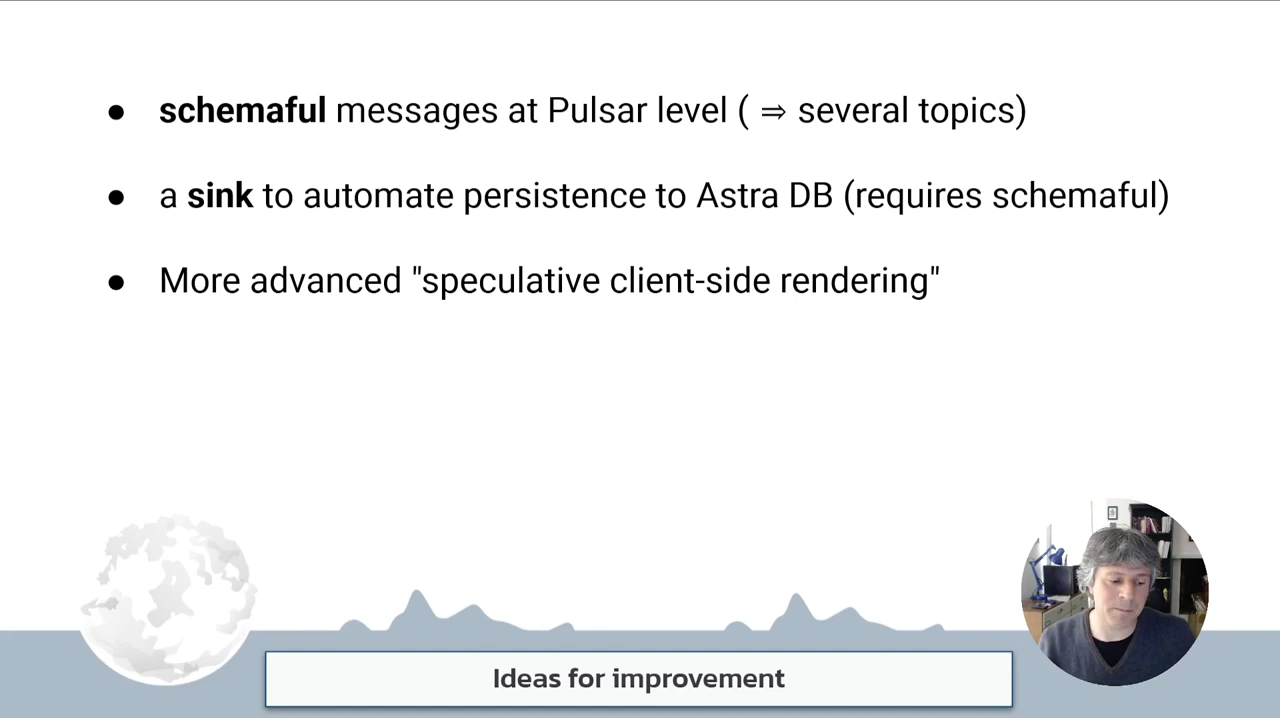 ● schemaful messages at Pulsar level ( ⇒ several topics)
● a sink to automate persistence to Astra DB (requires schemaful)
● More advanced "speculative client-side rendering"
Ideas for improvement